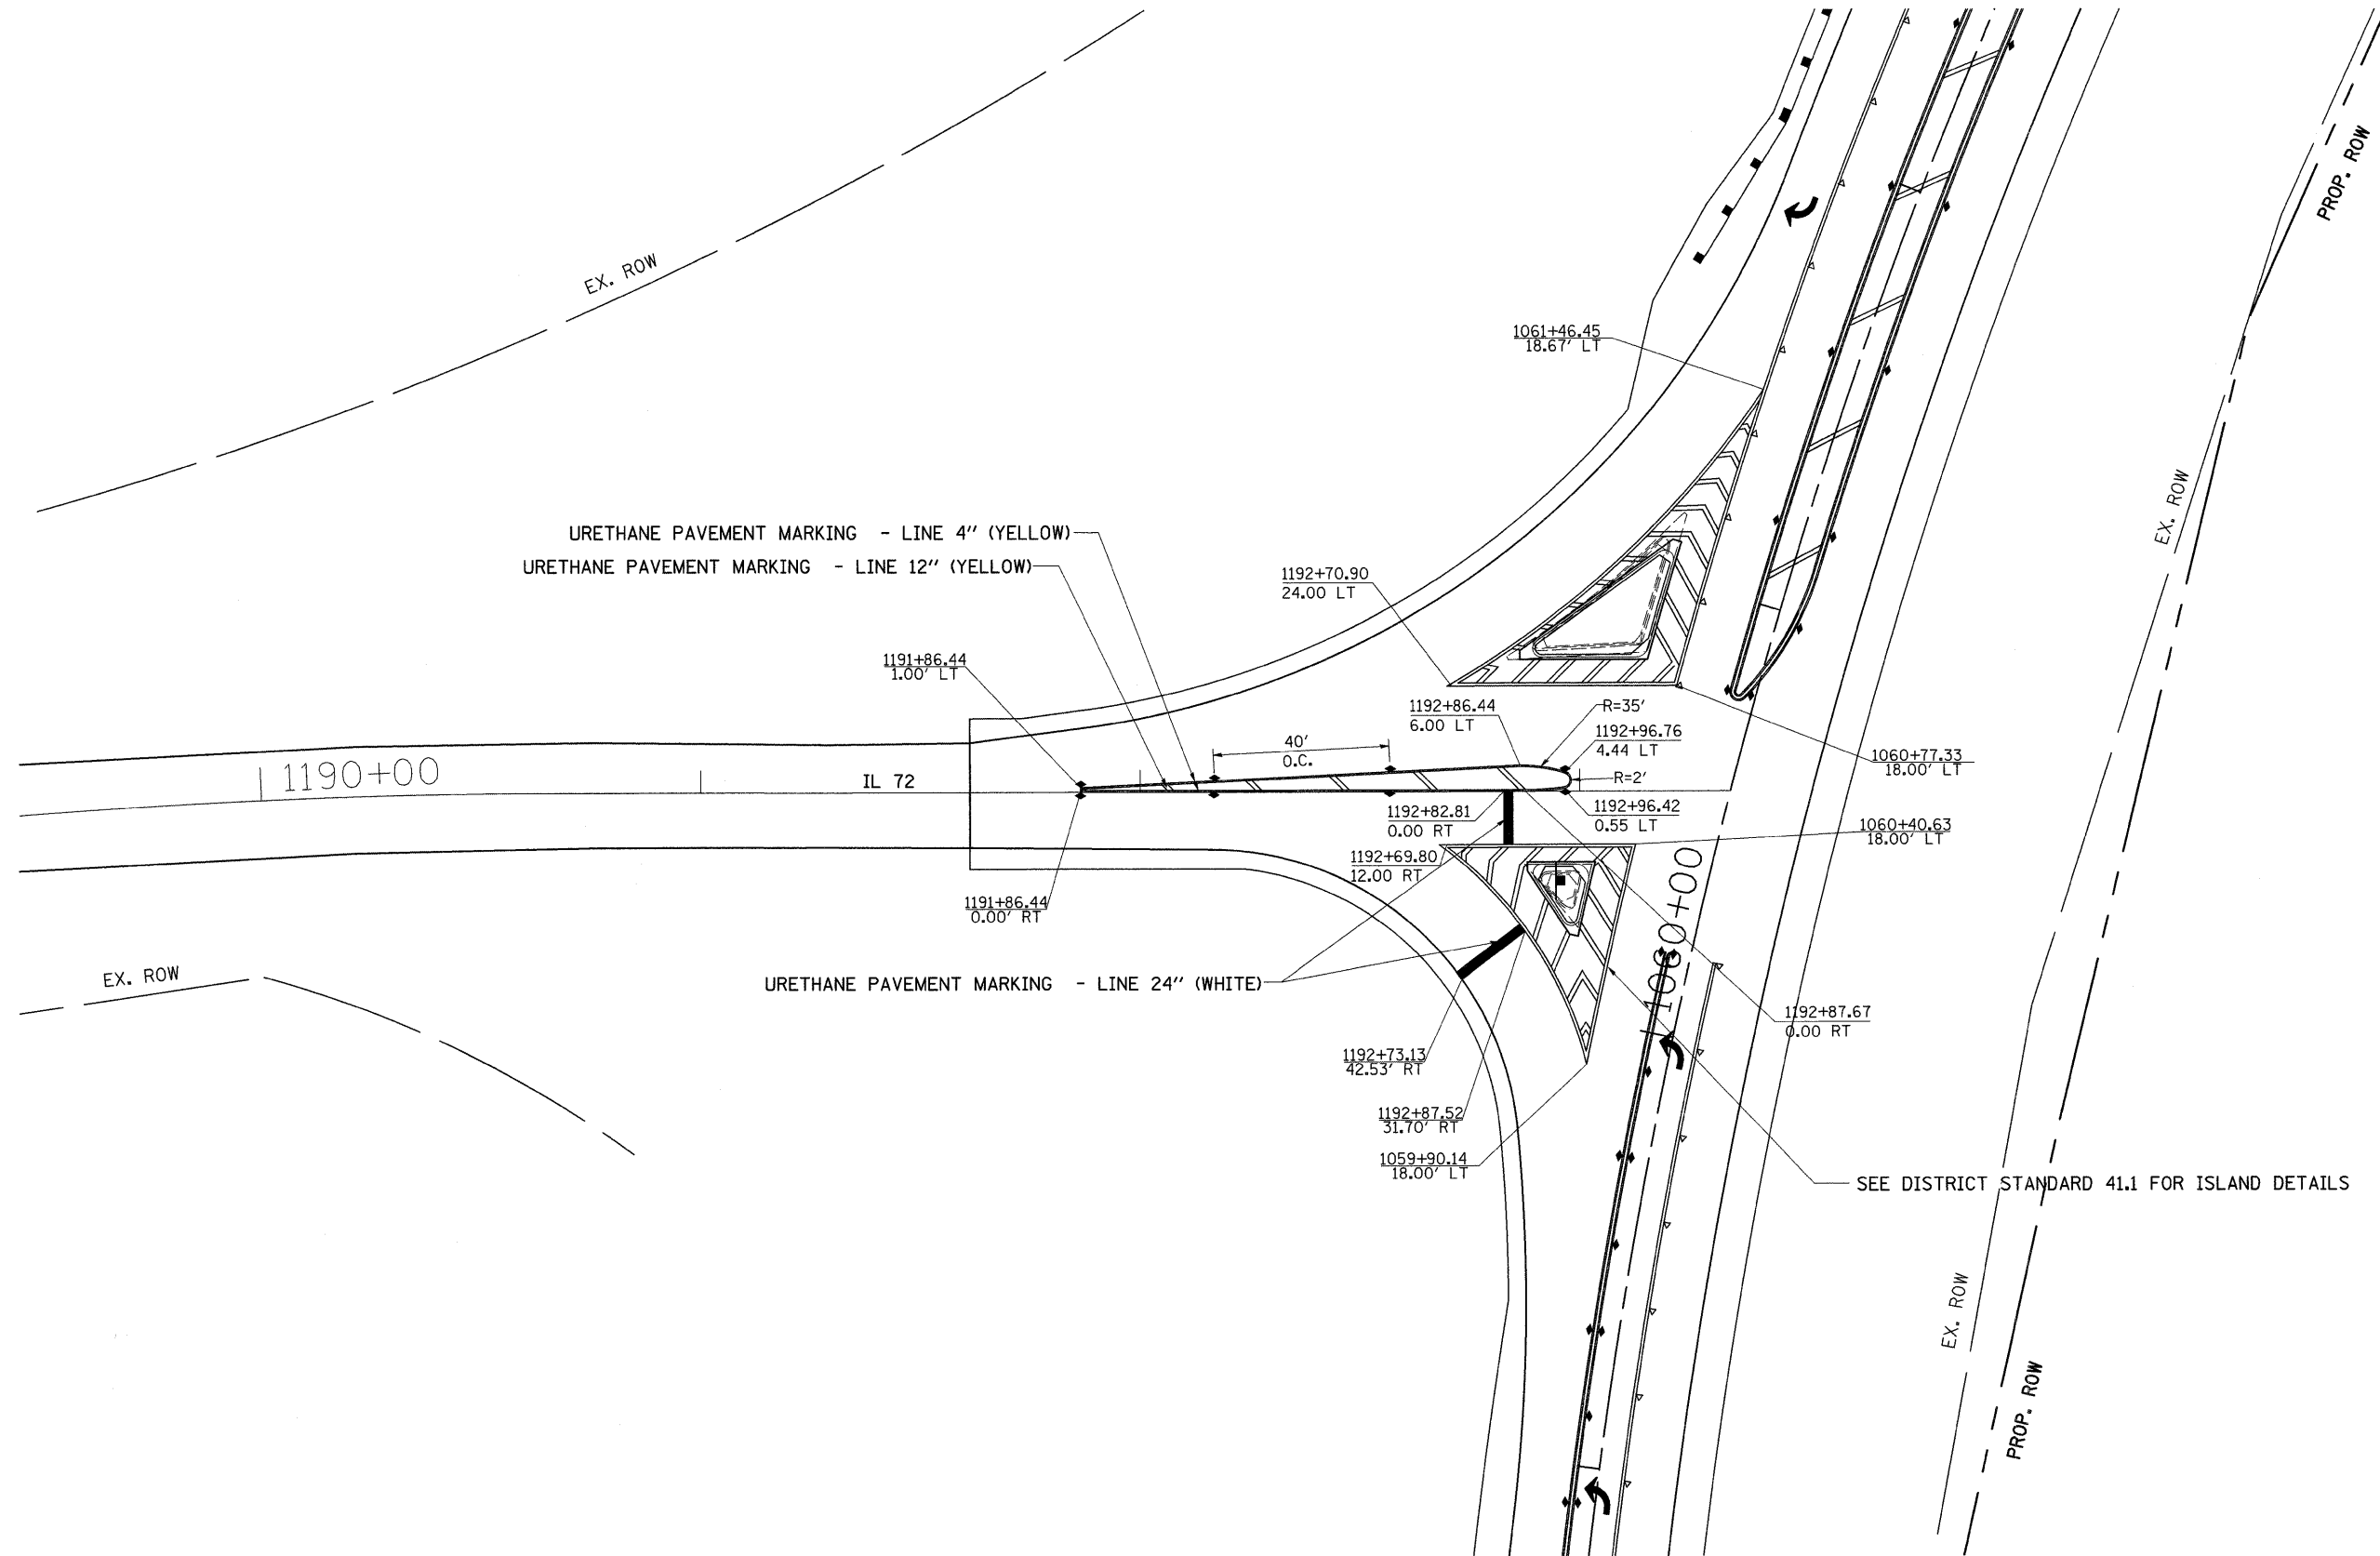 PROP. ROW
EX. ROW
1061+46.45
18.67' LT
EX. ROW
URETHANE PAVEMENT MARKING - LINE 4" (YELLOW)
URETHANE PAVEMENT MARKING - LINE 12" (YELLOW)
1192+70.90
24.00 LT
1191+86.44
1.00' LT
1192+86.44
6.00 LT
R=35'
1192+96.76
4.44 LT
40'
O.C.
1060+77.33
18.00' LT
1190+00
IL 72
R=2'
1192+82.81
0.00 RT
1192+96.42
0.55 LT
1060+40.63
18.00' LT
1192+69.80
12.00 RT
1191+86.44
0.00' RT
1060+00
EX. ROW
URETHANE PAVEMENT MARKING - LINE 24" (WHITE)
1192+87.67
0.00 RT
1192+73.13
42.53' RT
1192+87.52
31.70' RT
1059+90.14
18.00' LT
SEE DISTRICT STANDARD 41.1 FOR ISLAND DETAILS
EX. ROW
PROP. ROW